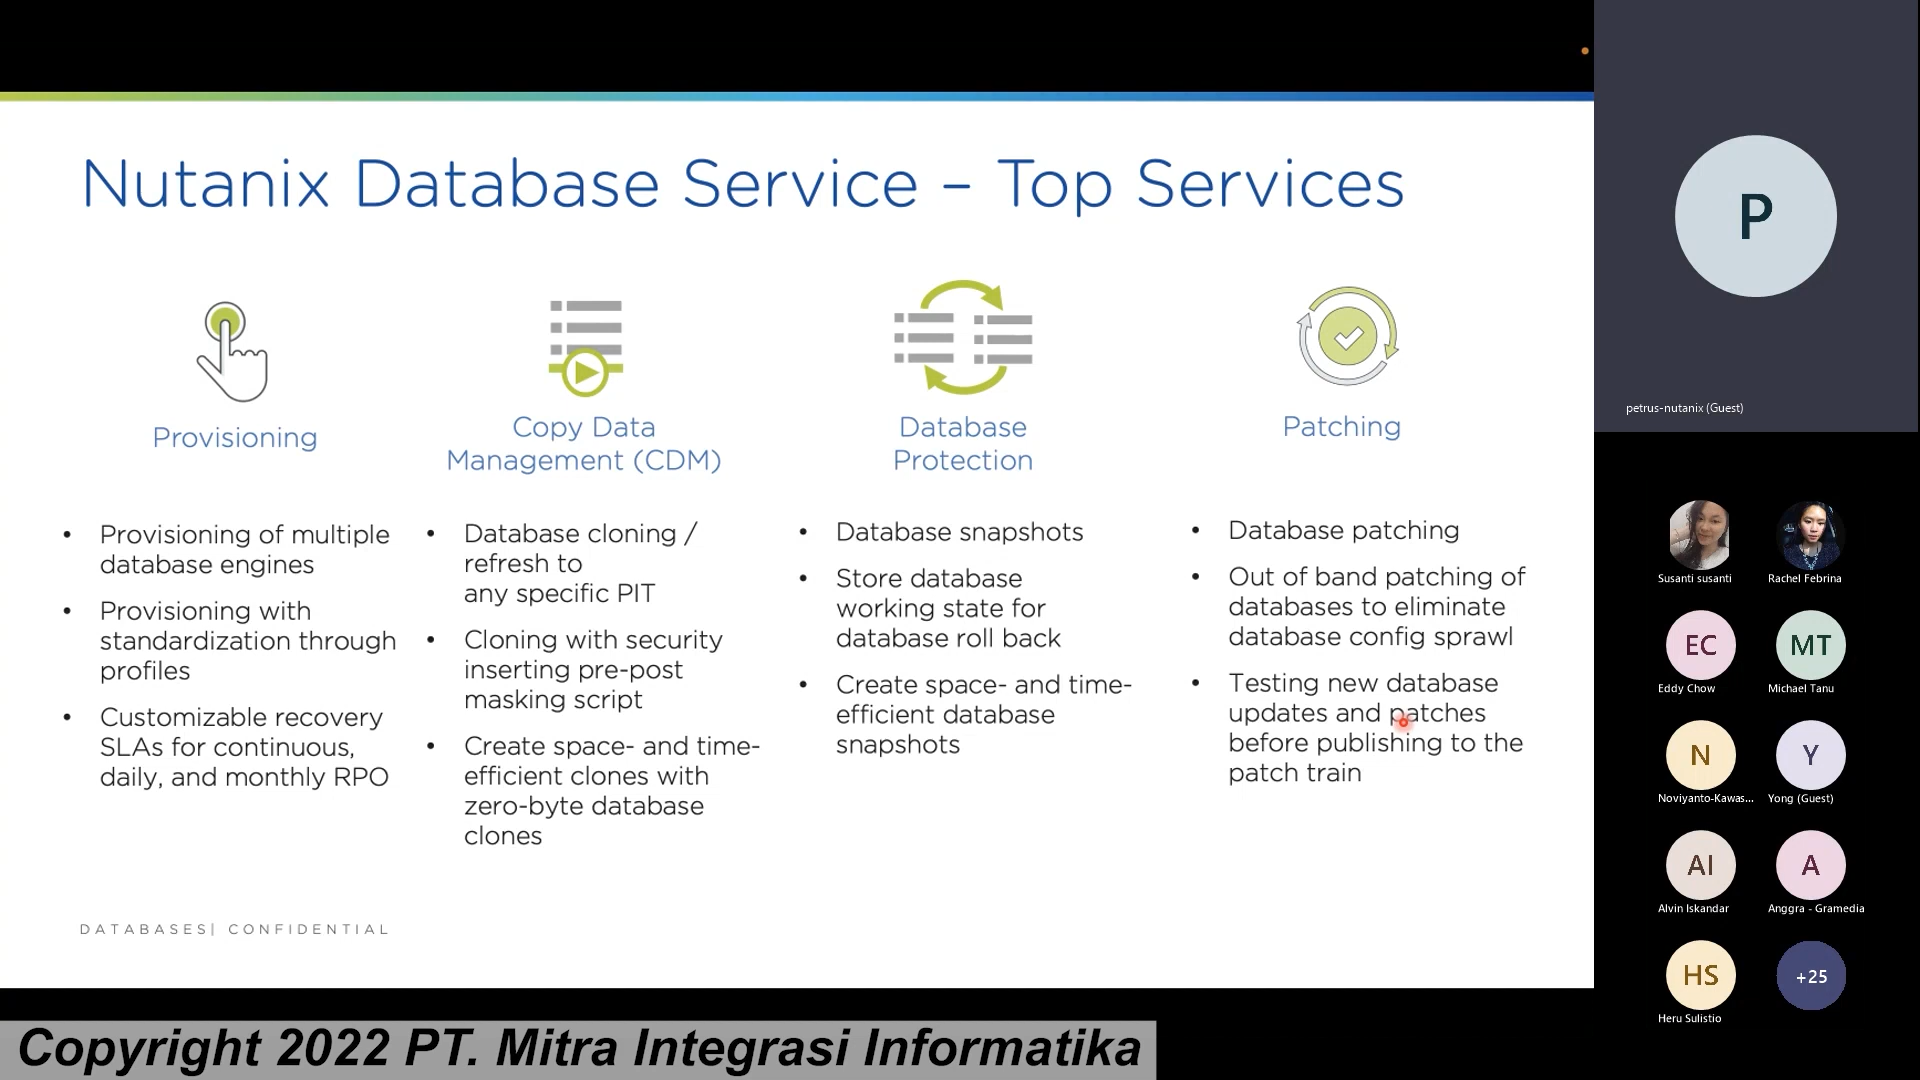 Nutanix Database Service – Top Services
Provisioning
• Provisioning of multiple
database engines
• Provisioning with
standardization through
profiles
• Customizable recovery
SLAs for continuous,
daily, and monthly RPO
Copy Data
Management (CDM)
• Database cloning /
refresh to
any specific PIT
• Cloning with security
inserting pre-post
masking script
• Create space- and time-
efficient clones with
zero-byte database
clones
Database
Protection
• Database snapshots
• Store database
working state for
database roll back
• Create space- and time-
efficient database
snapshots
Patching
• Database patching
• Out of band patching of
databases to eliminate
database config sprawl
• Testing new database
updates and patches
before publishing to the
patch train
DATABASES| CONFIDENTIAL
Copyright 2022 PT. Mitra Integrasi Informatika
P
petrus-nutanix (Guest)
Susanti susanti
Rachel Febrina
EC
Eddy Chow
MT
Michael Tanu
N
Noviyanto-Kawas...
Y
Yong (Guest)
AI
Alvin Iskandar
A
Anggra - Gramedia
HS
Heru Sulistio
+25